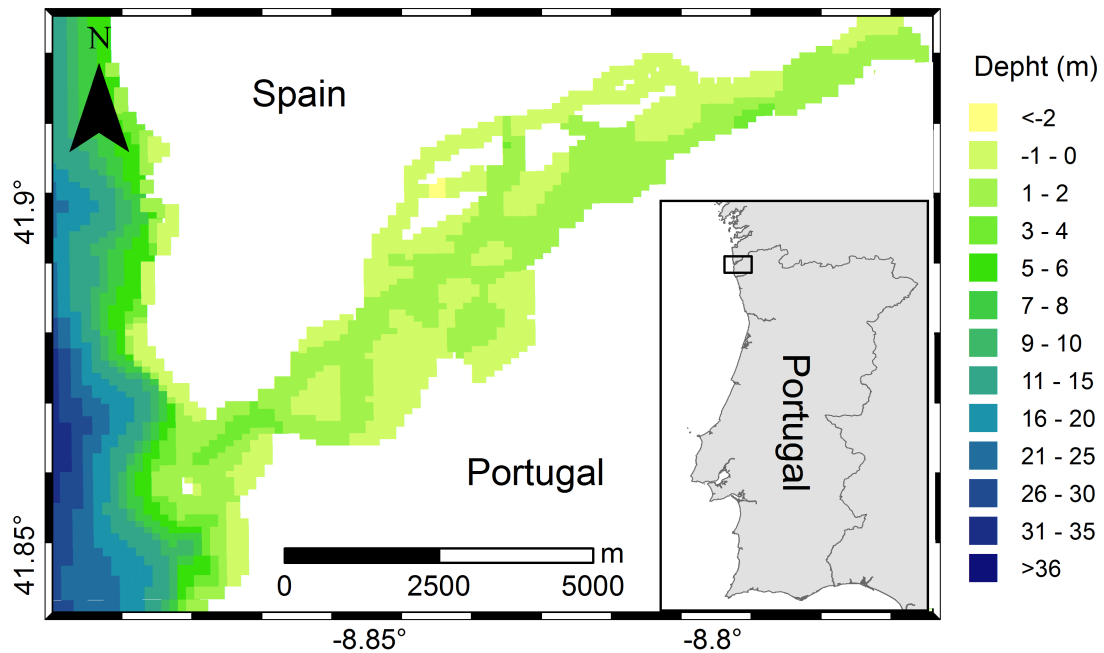 N
Spain
Portugal
Portugal
41.9°
41.85°
-8.85°
-8.8°
0
2500
5000
m
Depht (m)
<-2
-1 - 0
1 - 2
3 - 4
5 - 6
7 - 8
9 - 10
11 - 15
16 - 20
21 - 25
26 - 30
31 - 35
>36